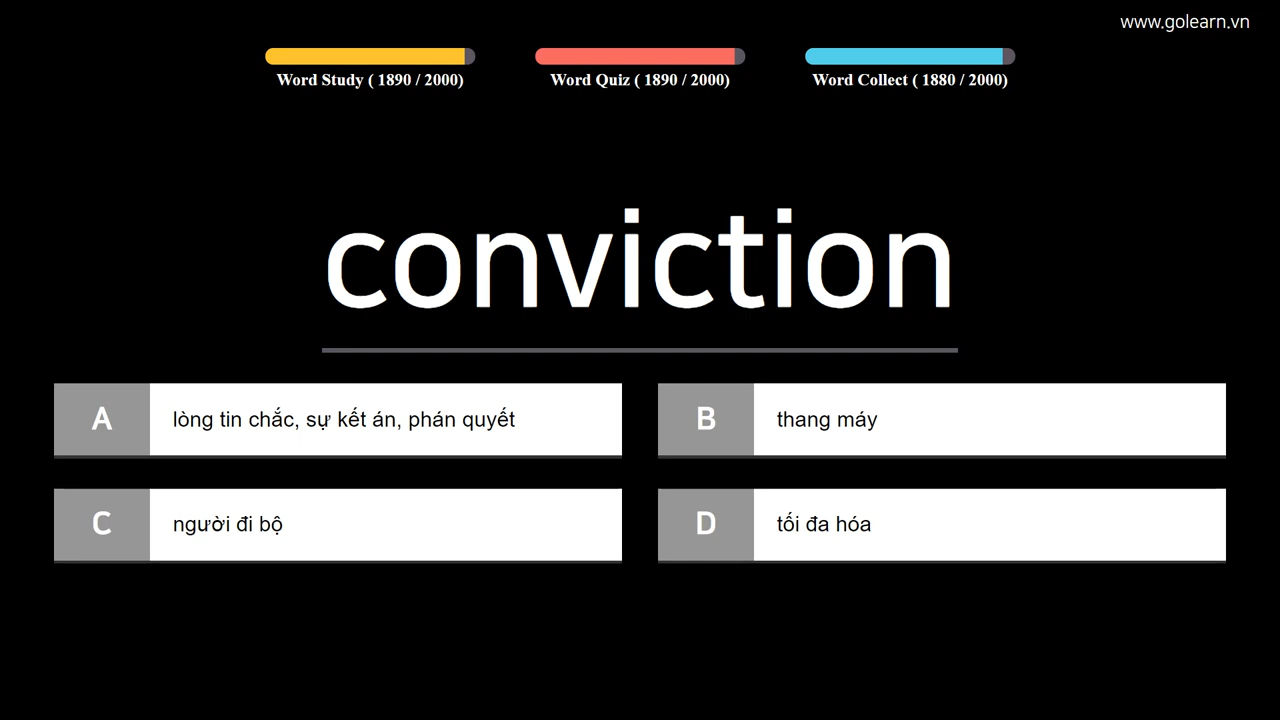 www.golearn.vn
Word Study ( 1890 / 2000)
Word Quiz ( 1890 / 2000)
Word Collect ( 1880 / 2000)
conviction
A lòng tin chắc, sự kết án, phán quyết
B thang máy
C người đi bộ
D tối đa hóa